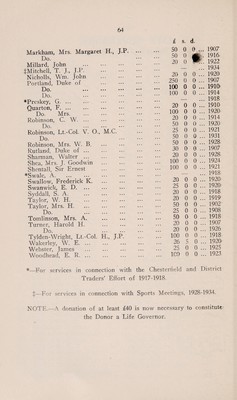 64
£ s. d.
Markham, Mrs. Margaret H., J.P. ... ... 50 0 0 ... 1907
Do. ... ... 50 0 ... 1916
Millard, John ... ... 20 0 ... 1922
‡Mitchell, T. J., J.P. ... ... ... 1934
Nicholls, Wm. John ... ... 20 0 0 ... 1920
Portland, Duke of ... ... 250 0 0 ... 1907
Do. ... ... 100 0 0 ... 1910
Do. ... ... 100 0 0 ... 1914
*Proskey, G. ... ... ... 1918
Quarton, F. ... ... 20 0 0 ... 1910
Do. Mrs. ... ... 100 0 0 ... 1920
Robinson, C. W. ... ... 20 0 0 ... 1914
Do. ... ... 50 0 0 ... 1920
Robinson, Lt.-Col. V. O., M.C. ... ... 25 0 0 ... 1921
Do. ... ... 50 0 0 ... 1931
Robinson, Mrs. W. B. ... ... 50 0 0 ... 1928
Rutland, Duke of ... ... 20 0 0 ... 1907
Sharman, Walter ... ... 20 0 0 ... 1926
Shea, Mrs. J. Goodwin ... ... 100 0 0 ... 1924
Shentall, Sir Ernest ... ... 100 0 0 ... 1921
*Swale, A. ... ... ... 1918
Swallow, Frederick K. ... ... 20 0 0 ... 1920
Swanwick, E. D. ... ... 25 0 0 ... 1920
Syddall, S. A. ... ... 20 0 0 ... 1918
Taylor, W. H. ... ... 20 0 0 ... 1919
Taylor, Mrs. H. ... ... 50 0 0 ... 1902
Do. ... ... 25 0 0 ... 1908
Tomlinson, Mrs. A. ... ... 50 0 0 ... 1918
Turner, Harold H. ... ... 20 0 0 ... 1907
Do. ... ... 20 0 0 ... 1926
Tylden-Wright, Lt.-Col. H., J.P. ... ... 100 0 0 ... 1918
Wakerley, W. E. ... ... 26 5 0 ... 1920
Webster, James ... ... 25 0 0 ... 1925
Woodhead, E. R. ... ... 109 0 0 ... 1923
*—For services in connection with the Chesterfield and District
Traders' Effort of 1917-1918.
‡—For services in connection with Sports Meetings, 1928-1934.
NOTE.—A donation of at least £40 is now necessary to constitute
the Donor a Life Governor.